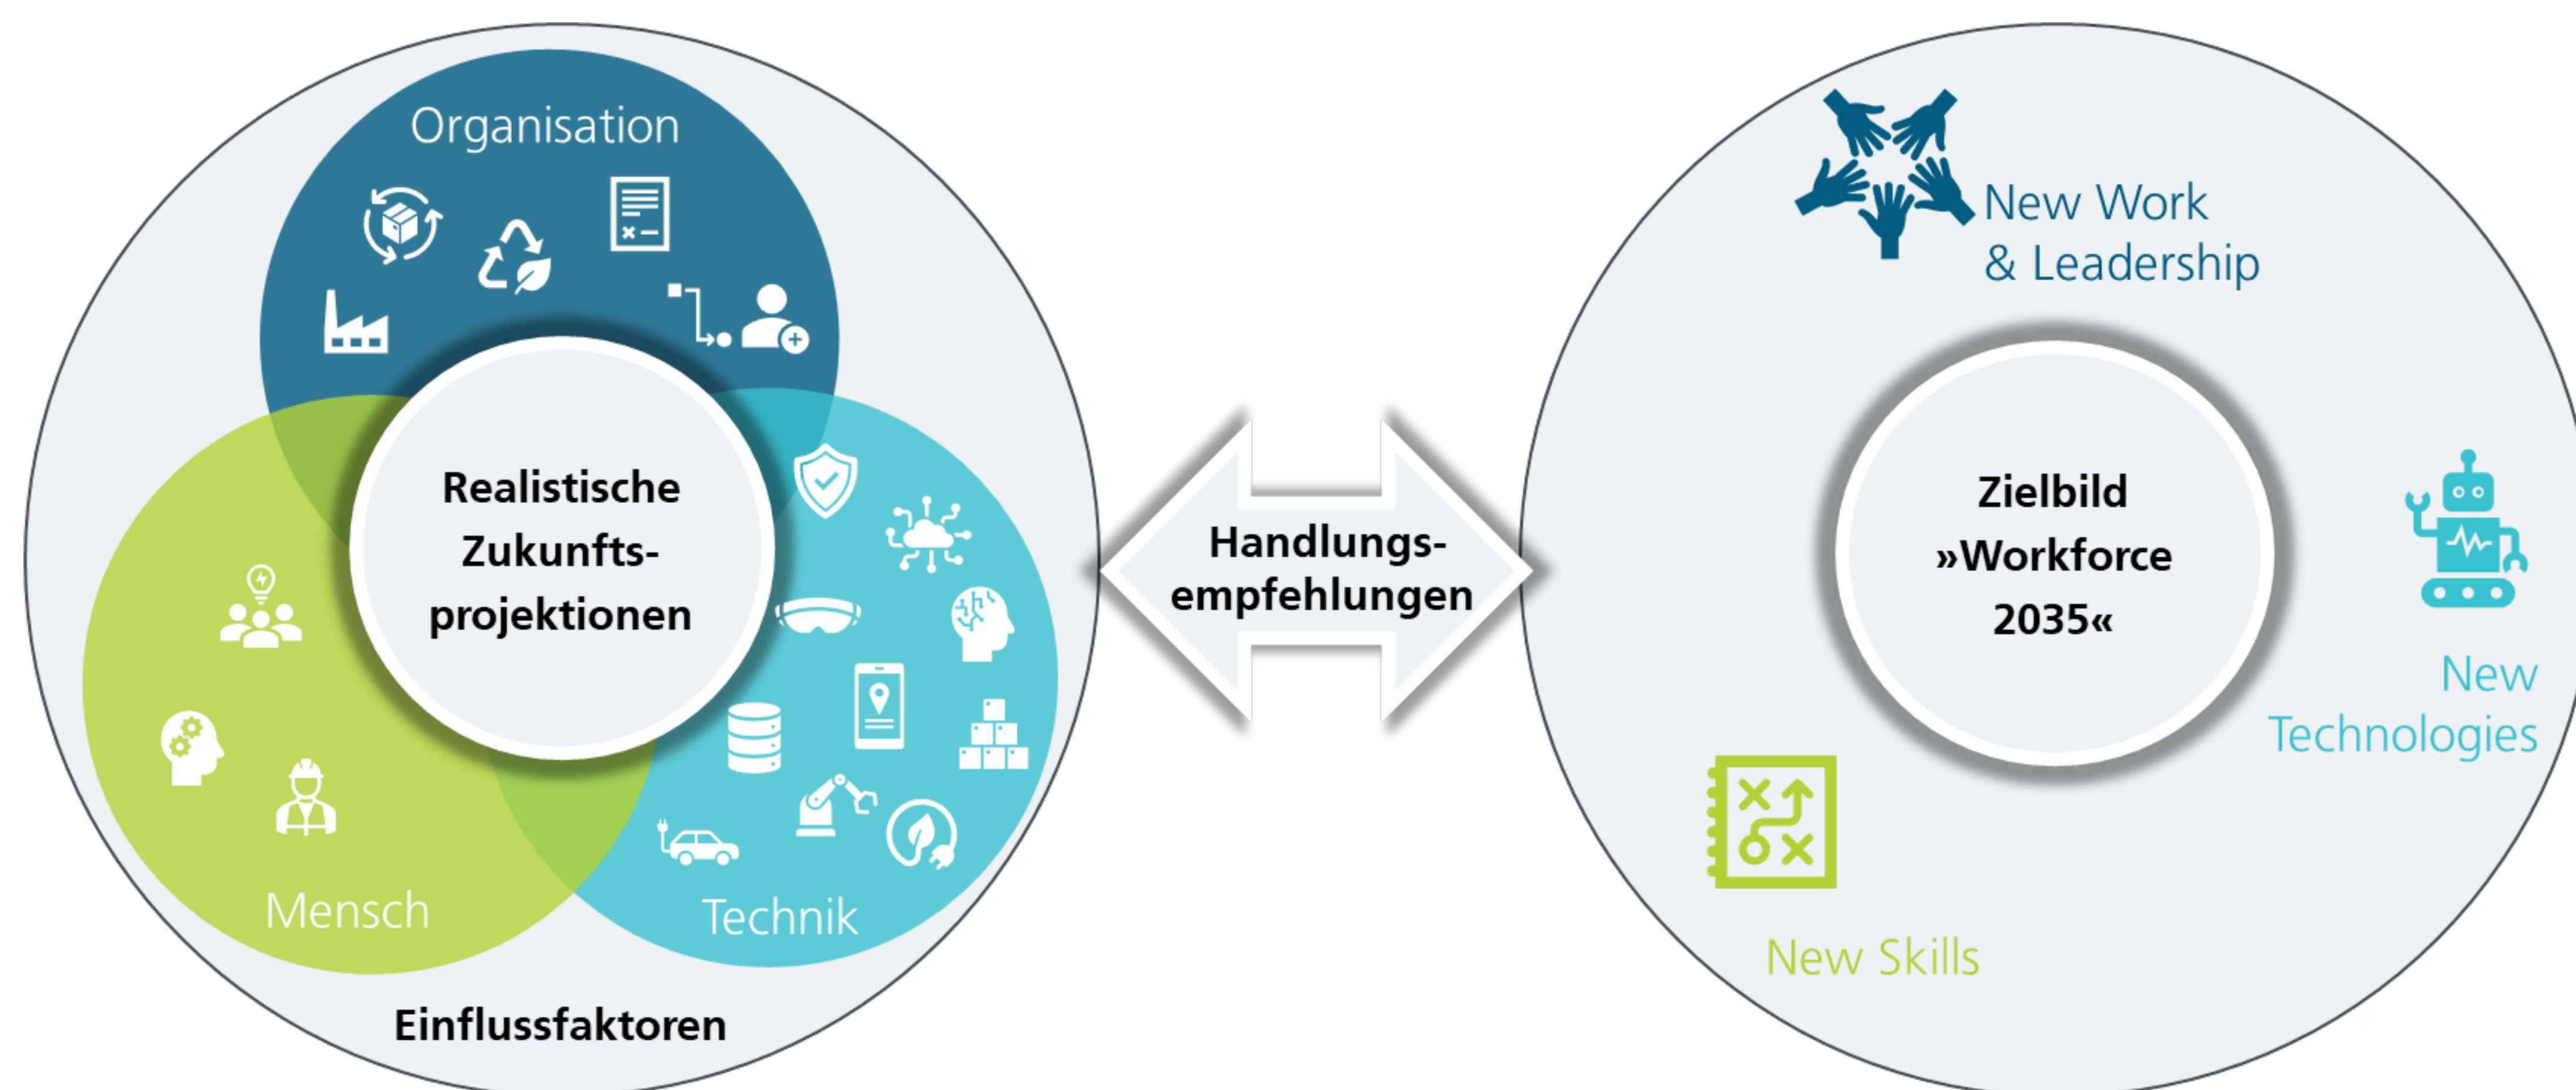 Organisation
Realistische
Zukunfts-
projektionen
Mensch
Technik
Einflussfaktoren
Handlungs-
empfehlungen
New Work
& Leadership
Zielbild
»Workforce
2035«
New
Technologies
New Skills